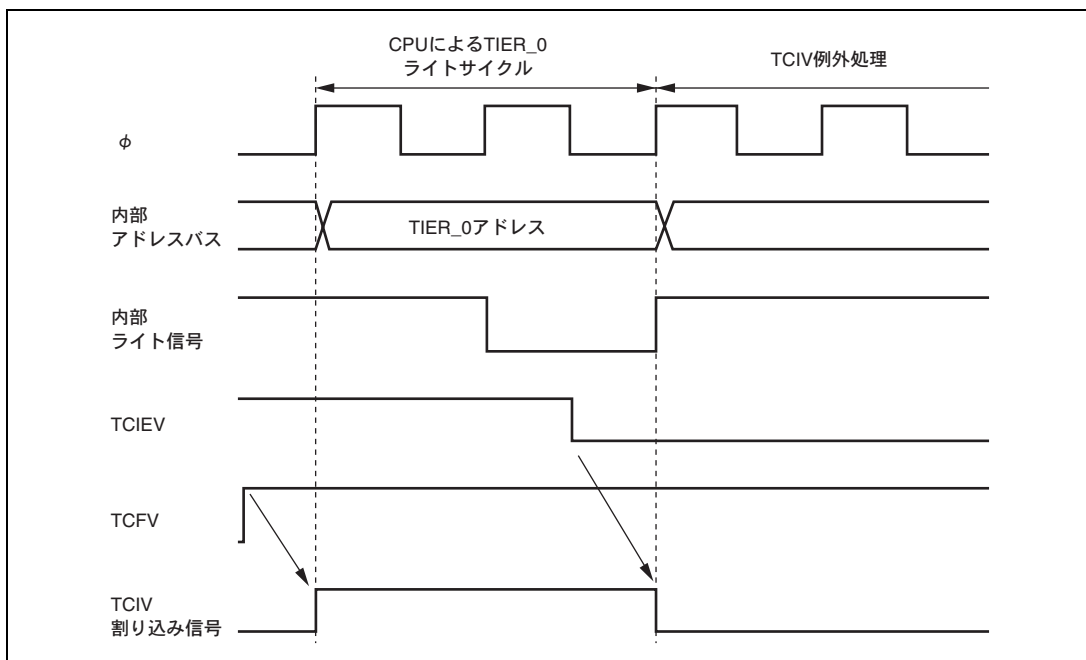 CPUによるTIER_0
ライトサイクル
TCIV例外処理
φ
内部
アドレスバス
TIER_0アドレス
内部
ライト信号
TCIEV
TCFV
TCIV
割り込み信号